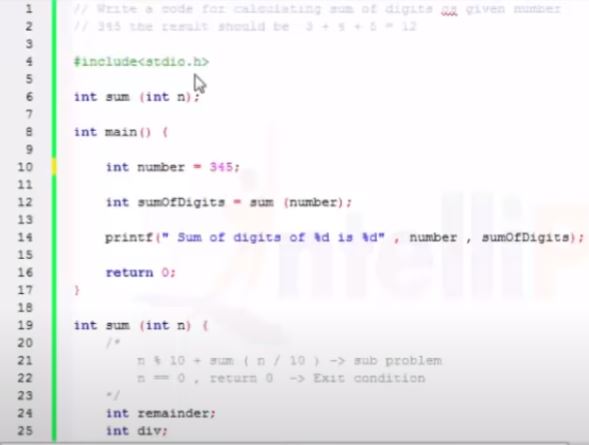 1 // Write a code for calculating sum of digits os given number
2 // 345 the result should be 3 + 4 + 5 = 12
3
4 #include<stdio.h>
5
6 int sum (int n);
7
8 int main() {
9
10 int number = 345;
11
12 int sumOfDigits = sum (number);
13
14 printf(" Sum of digits of %d is %d" , number , sumOfDigits);
15
16 return 0;
17 }
18
19 int sum (int n) {
20 /*
21 n % 10 + sum ( n / 10 ) -> sub problem
22 n == 0 , return 0 -> Exit condition
23 */
24 int remainder;
25 int div;